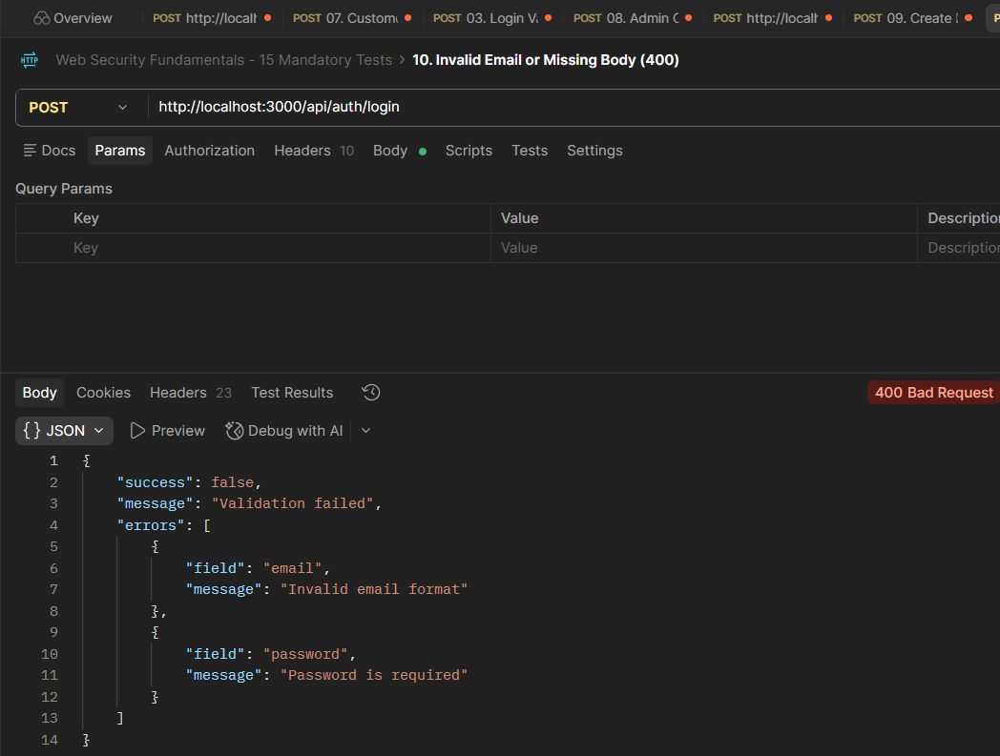 Overview POST http://localh POST 07. Custom POST 03. Login Va POST 08. Admin C POST http://localh POST 09. Create P
HTTP Web Security Fundamentals - 15 Mandatory Tests > 10. Invalid Email or Missing Body (400)
POST http://localhost:3000/api/auth/login
Docs Params Authorization Headers 10 Body Scripts Tests Settings
Query Params
Key Value Description
Key Value Description
Body Cookies Headers 23 Test Results 400 Bad Request
{} JSON Preview Debug with AI
1 {
2 "success": false,
3 "message": "Validation failed",
4 "errors": [
5 {
6 "field": "email",
7 "message": "Invalid email format"
8 },
9 {
10 "field": "password",
11 "message": "Password is required"
12 }
13 ]
14 }